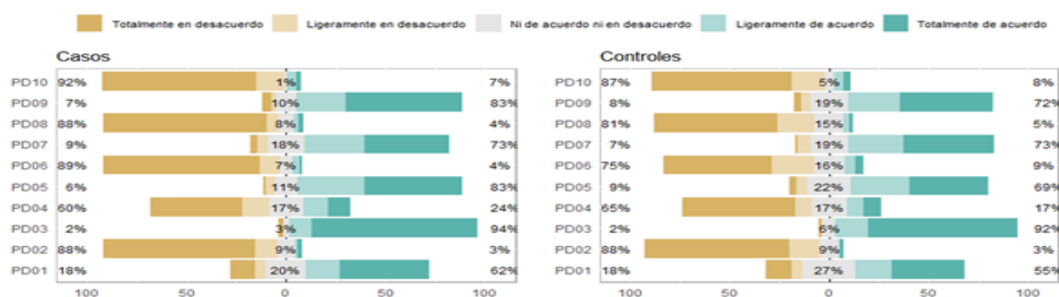 Totalmente en desacuerdo Ligeramente en desacuerdo Ni de acuerdo ni en desacuerdo Ligeramente de acuerdo Totalmente de acuerdo
Casos
PD10 92% 1% 7%
PD09 7% 10% 83%
PD08 88% 8% 4%
PD07 9% 18% 73%
PD06 89% 7% 4%
PD05 6% 11% 83%
PD04 60% 17% 24%
PD03 2% 3% 94%
PD02 88% 9% 3%
PD01 18% 20% 62%
100 50 0 50 100
Controles
PD10 87% 5% 8%
PD09 8% 19% 72%
PD08 81% 15% 5%
PD07 7% 19% 73%
PD06 75% 16% 9%
PD05 9% 22% 69%
PD04 65% 17% 17%
PD03 2% 6% 92%
PD02 88% 9% 3%
PD01 18% 27% 55%
100 50 0 50 100